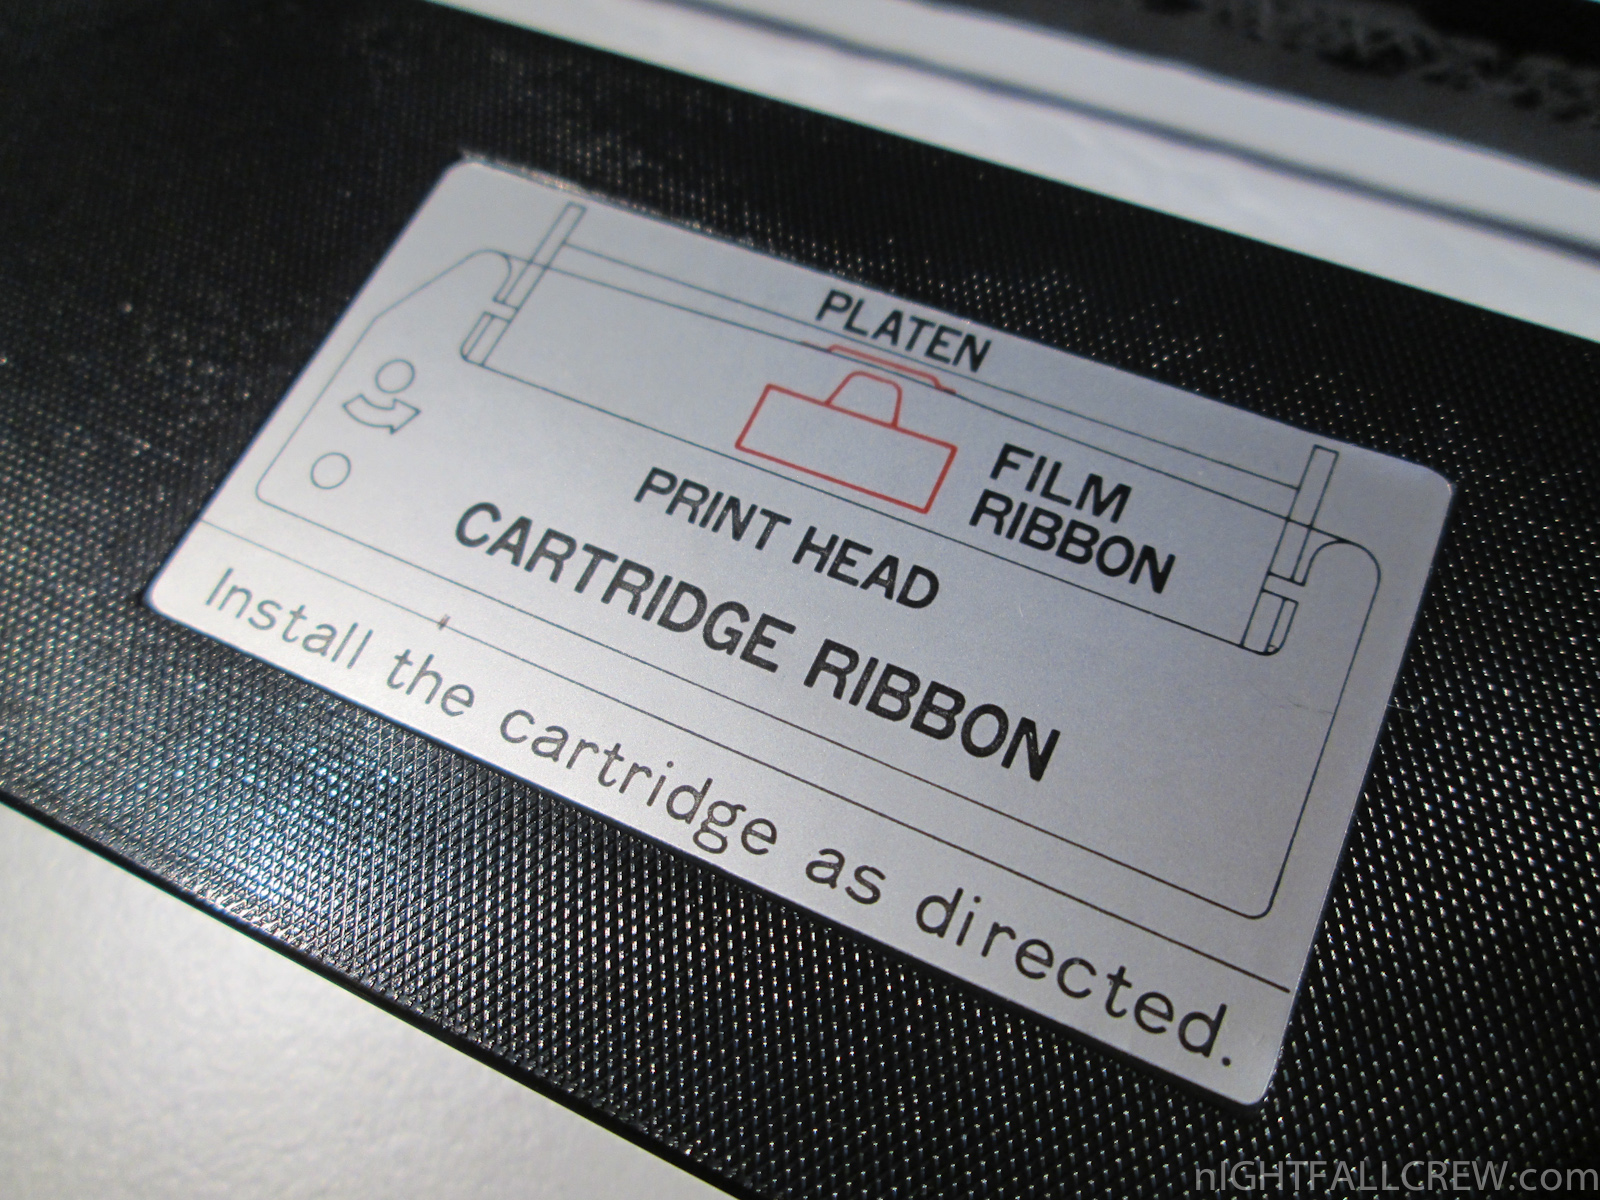 PLATEN
FILM
RIBBON
PRINT HEAD
CARTRIDGE RIBBON
Install the cartridge as directed.
nIGHTFALLCREW.com